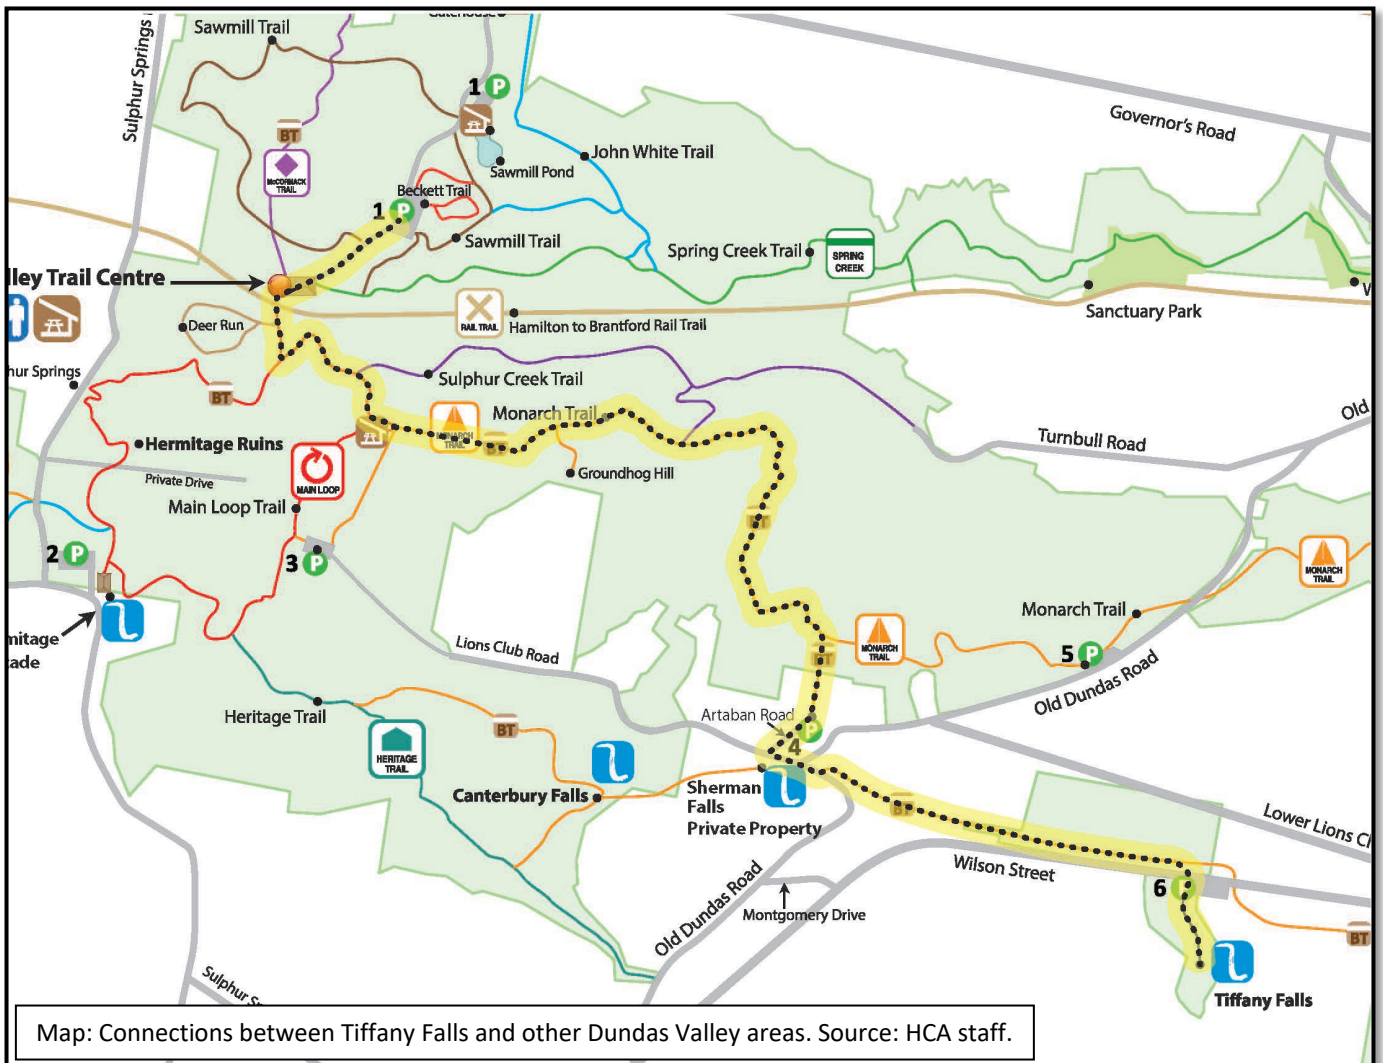 Sawmill Trail
Sulphur Springs
1 P
Governor's Road
BT
McCORMACK
TRAIL
John White Trail
Sawmill Pond
Beckett Trail
1 P
Sawmill Trail
Spring Creek Trail
SPRING
CREEK
lley Trail Centre
Sanctuary Park
RAIL TRAIL
Hamilton to Brantford Rail Trail
Deer Run
hur Springs
Sulphur Creek Trail
BT
Monarch Trail
MONARCH
TRAIL
BT
Old
Turnbull Road
Hermitage Ruins
Private Drive
MAIN LOOP
Groundhog Hill
Main Loop Trail
BT
2 P
3 P
MONARCH
TRAIL
Monarch Trail
mitage
ade
Lions Club Road
MONARCH
TRAIL
BT
5 P
Old Dundas Road
Heritage Trail
BT
Artaban Road
P
4
HERITAGE
TRAIL
Canterbury Falls
Sherman
Falls
Private Property
BT
Lower Lions Cl
Wilson Street
6 P
Old Dundas Road
Montgomery Drive
BT
Tiffany Falls
Sulphur Sp
Map: Connections between Tiffany Falls and other Dundas Valley areas. Source: HCA staff.